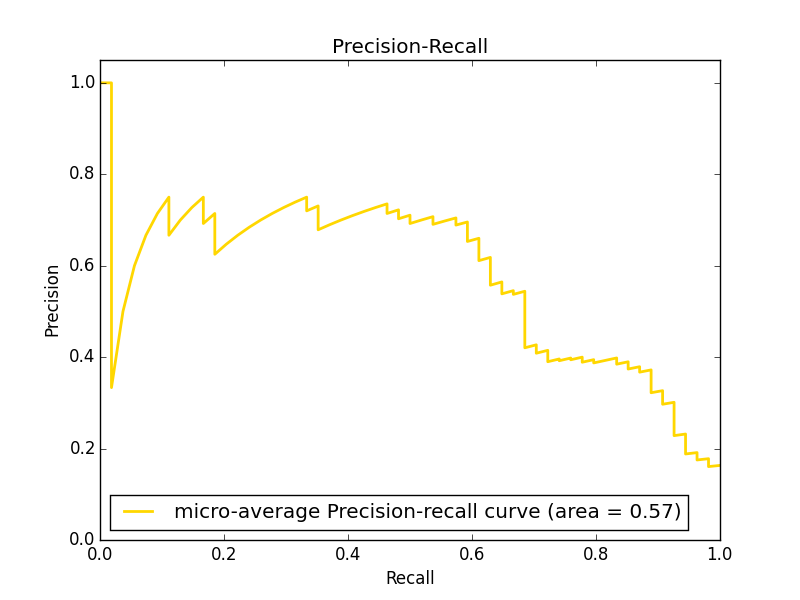 Precision-Recall
1.0
0.8
0.6
0.4
0.2
0.0
Precision
micro-average Precision-recall curve (area = 0.57)
0.0 0.2 0.4 0.6 0.8 1.0
Recall